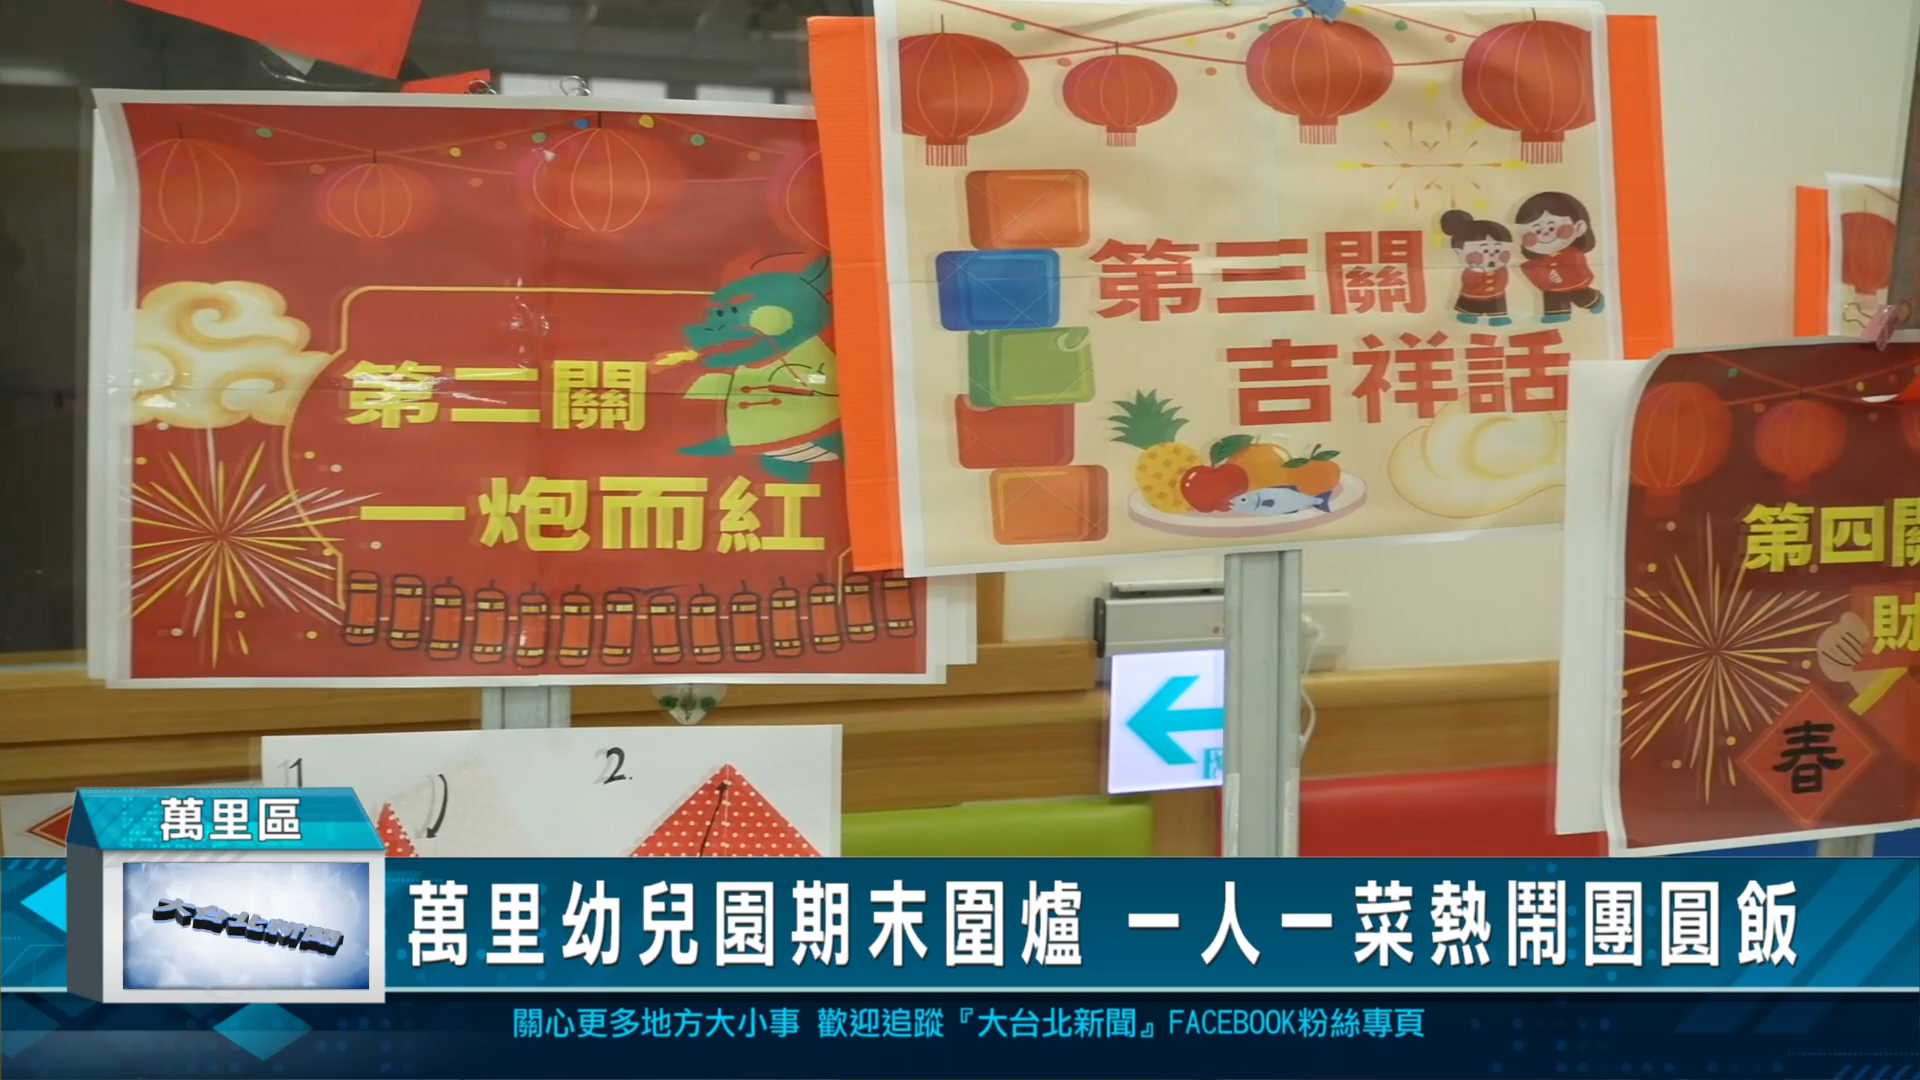 第二關
一炮而紅
第三關
吉祥話
第四
財
春
1
2.
萬里區
大台北新聞
萬里幼兒園期末圍爐 一人一菜熱鬧團圓飯
關心更多地方大小事 歡迎追蹤『大台北新聞』FACEBOOK粉絲專頁